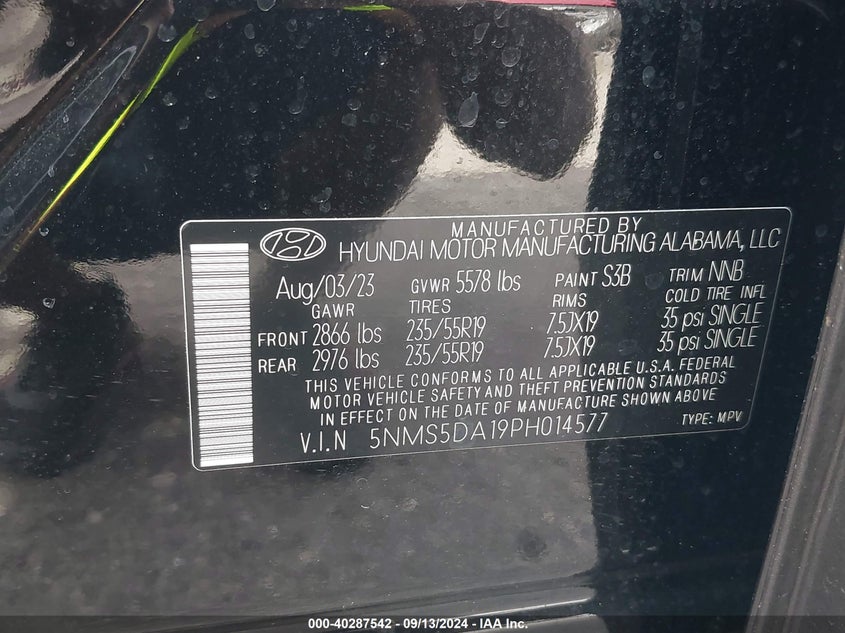 MANUFACTURED BY
HYUNDAI MOTOR MANUFACTURING ALABAMA, LLC
Aug/03/23 GVWR 5578 lbs PAINT S3B TRIM NNB
GAWR TIRES RIMS COLD TIRE INFL
FRONT 2866 lbs 235/55R19 7.5JX19 35 psi SINGLE
REAR 2976 lbs 235/55R19 7.5JX19 35 psi SINGLE
THIS VEHICLE CONFORMS TO ALL APPLICABLE U.S.A. FEDERAL
MOTOR VEHICLE SAFETY AND THEFT PREVENTION STANDARDS
IN EFFECT ON THE DATE OF MANUFACTURE SHOWN ABOVE
V.I.N 5NMS5DA19PH014577 TYPE: MPV
000-40287542 - 09/13/2024 - IAA Inc.